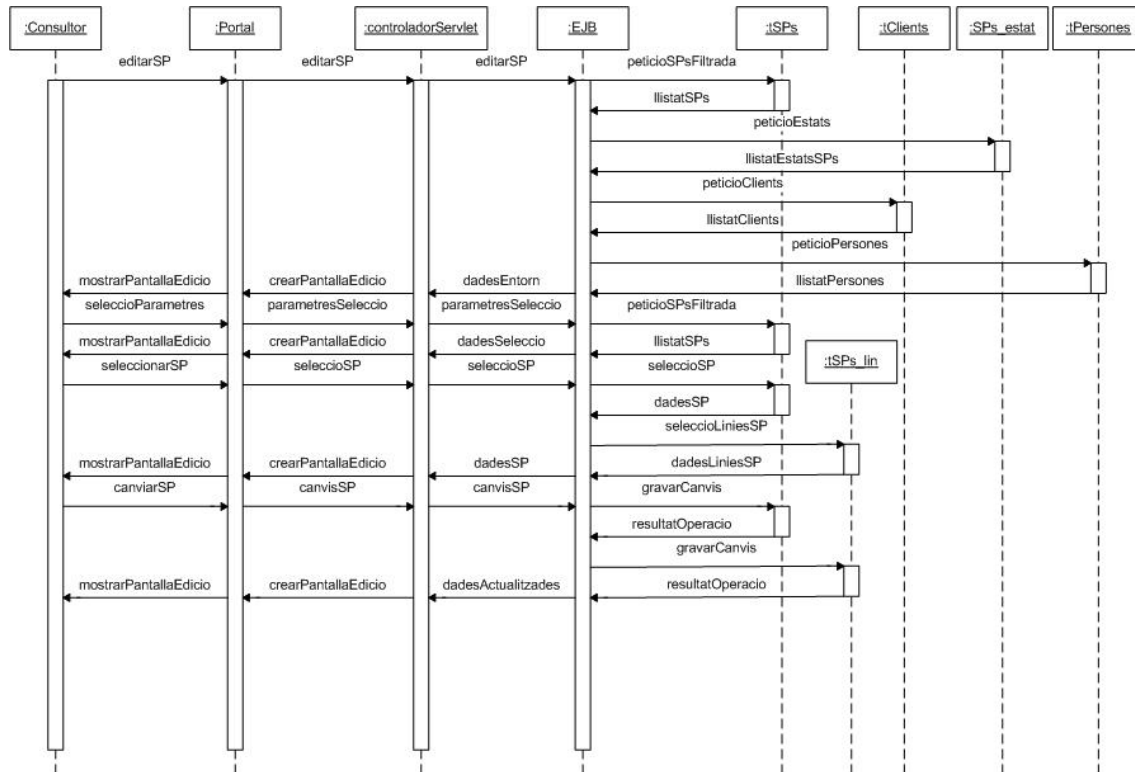 :Consultor :Portal :controladorServlet :EJB :tSPs :tClients :SPs_estat :tPersones
editarSP editarSP editarSP peticioSPsFiltrada
llistatSPs
peticioEstats
llistatEstatsSPs
peticioClients
llistatClients
peticioPersones
mostrarPantallaEdicio crearPantallaEdicio dadesEntorn llistatPersones
seleccioParametres parametresSeleccio parametresSeleccio peticioSPsFiltrada
mostrarPantallaEdicio crearPantallaEdicio dadesSeleccio llistatSPs
:tSPs_lin
seleccionarSP seleccioSP seleccioSP seleccioSP
dadesSP
seleccioLiniesSP
mostrarPantallaEdicio crearPantallaEdicio dadesSP dadesLiniesSP
canviarSP canvisSP canvisSP gravarCanvis
resultatOperacio
gravarCanvis
mostrarPantallaEdicio crearPantallaEdicio dadesActualitzades resultatOperacio